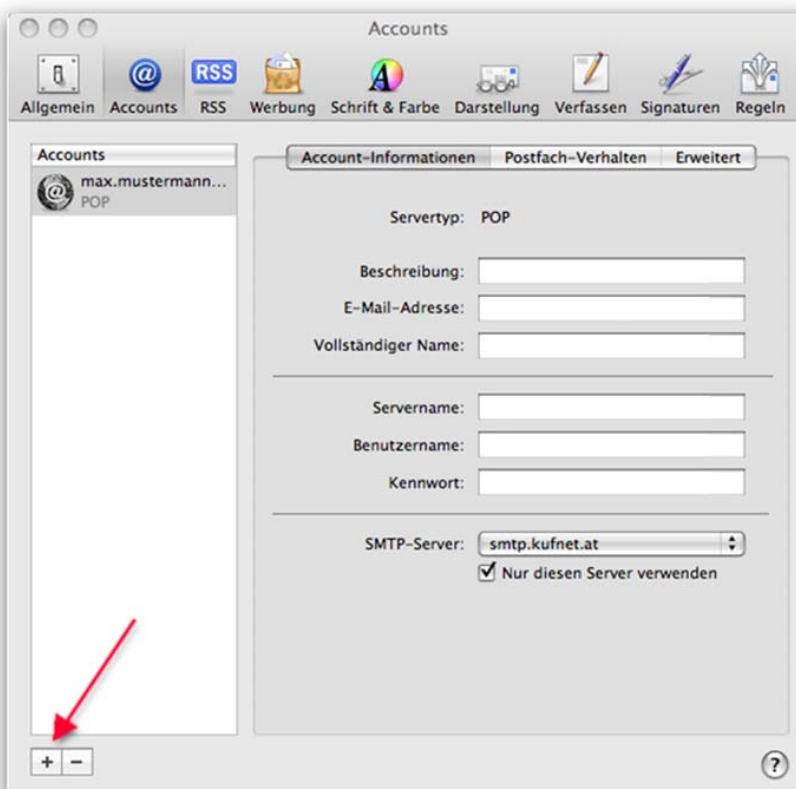 Accounts
RSS
Allgemein Accounts RSS Werbung Schrift & Farbe Darstellung Verfassen Signaturen Regeln
Accounts
max.mustermann...
POP
Account-Informationen Postfach-Verhalten Erweitert
Servertyp: POP
Beschreibung:
E-Mail-Adresse:
Vollständiger Name:
Servername:
Benutzername:
Kennwort:
SMTP-Server: smtp.kufnet.at
Nur diesen Server verwenden
+ −
?